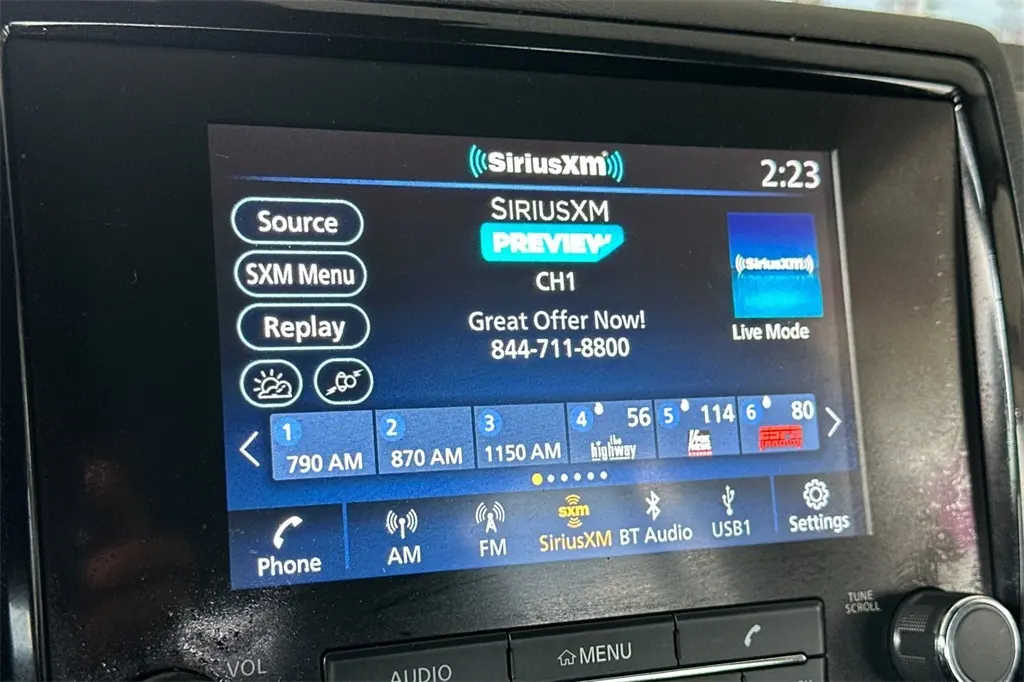 SiriusXM
2:23
Source
SXM Menu
Replay
SIRIUSXM
PREVIEW
CH1
Great Offer Now!
844-711-8800
SiriusXM
Live Mode
1
790 AM
2
870 AM
3
1150 AM
4
56
the
highway
5
114
FOX
NEWS
6
80
Phone
AM
FM
sxm
SiriusXM
BT Audio
USB1
Settings
VOL
AUDIO
MENU
TUNE
SCROLL